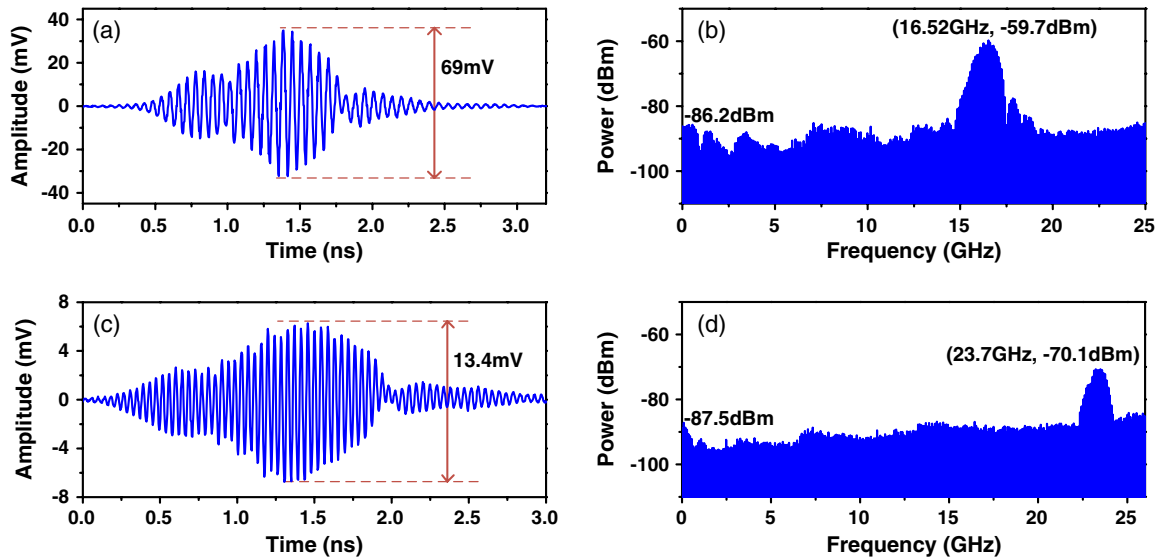 (a)
Amplitude (mV)
40
20
0
-20
-40
69mV
0.0 0.5 1.0 1.5 2.0 2.5 3.0
Time (ns)
(b)
(16.52GHz, -59.7dBm)
Power (dBm)
-60
-80
-100
-86.2dBm
0 5 10 15 20 25
Frequency (GHz)
(c)
Amplitude (mV)
8
4
0
-4
-8
13.4mV
0.0 0.5 1.0 1.5 2.0 2.5 3.0
Time (ns)
(d)
(23.7GHz, -70.1dBm)
Power (dBm)
-60
-80
-100
-87.5dBm
0 5 10 15 20 25
Frequency (GHz)